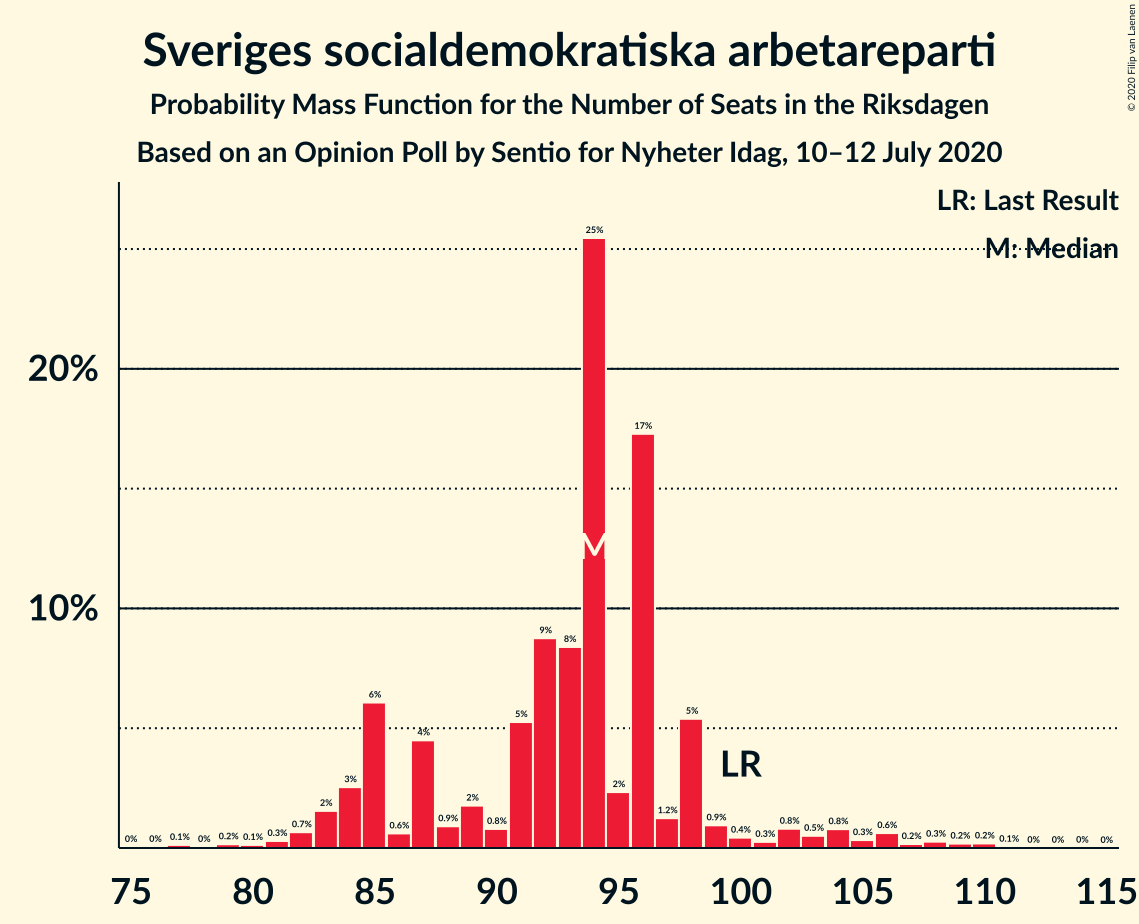 Sveriges socialdemokratiska arbetareparti
Probability Mass Function for the Number of Seats in the Riksdagen
Based on an Opinion Poll by Sentio for Nyheter Idag, 10–12 July 2020
© 2020 Filip van Laenen
LR: Last Result
M: Median
20%
10%
0% 0% 0.1% 0% 0.2% 0.1% 0.3% 0.7% 2% 3% 6% 0.6% 4% 0.9% 2% 0.8% 5% 9% 8% 25% 2% 17% 1.2% 5% 0.9% 0.4% 0.3% 0.8% 0.5% 0.8% 0.3% 0.6% 0.2% 0.3% 0.2% 0.2% 0.1% 0% 0% 0% 0%
M
LR
75 80 85 90 95 100 105 110 115